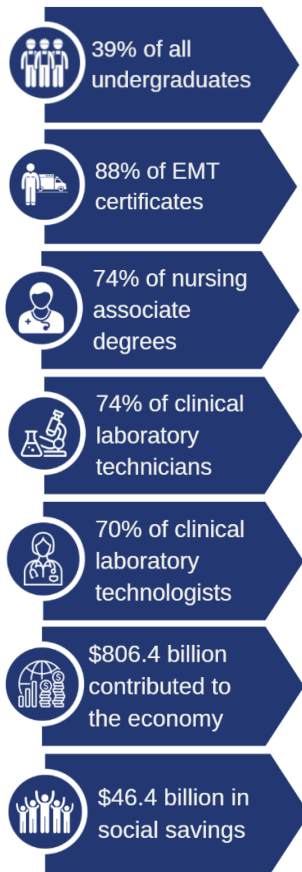 39% of all
undergraduates
88% of EMT
certificates
74% of nursing
associate
degrees
74% of clinical
laboratory
technicians
70% of clinical
laboratory
technologists
$806.4 billion
contributed to
the economy
$46.4 billion in
social savings